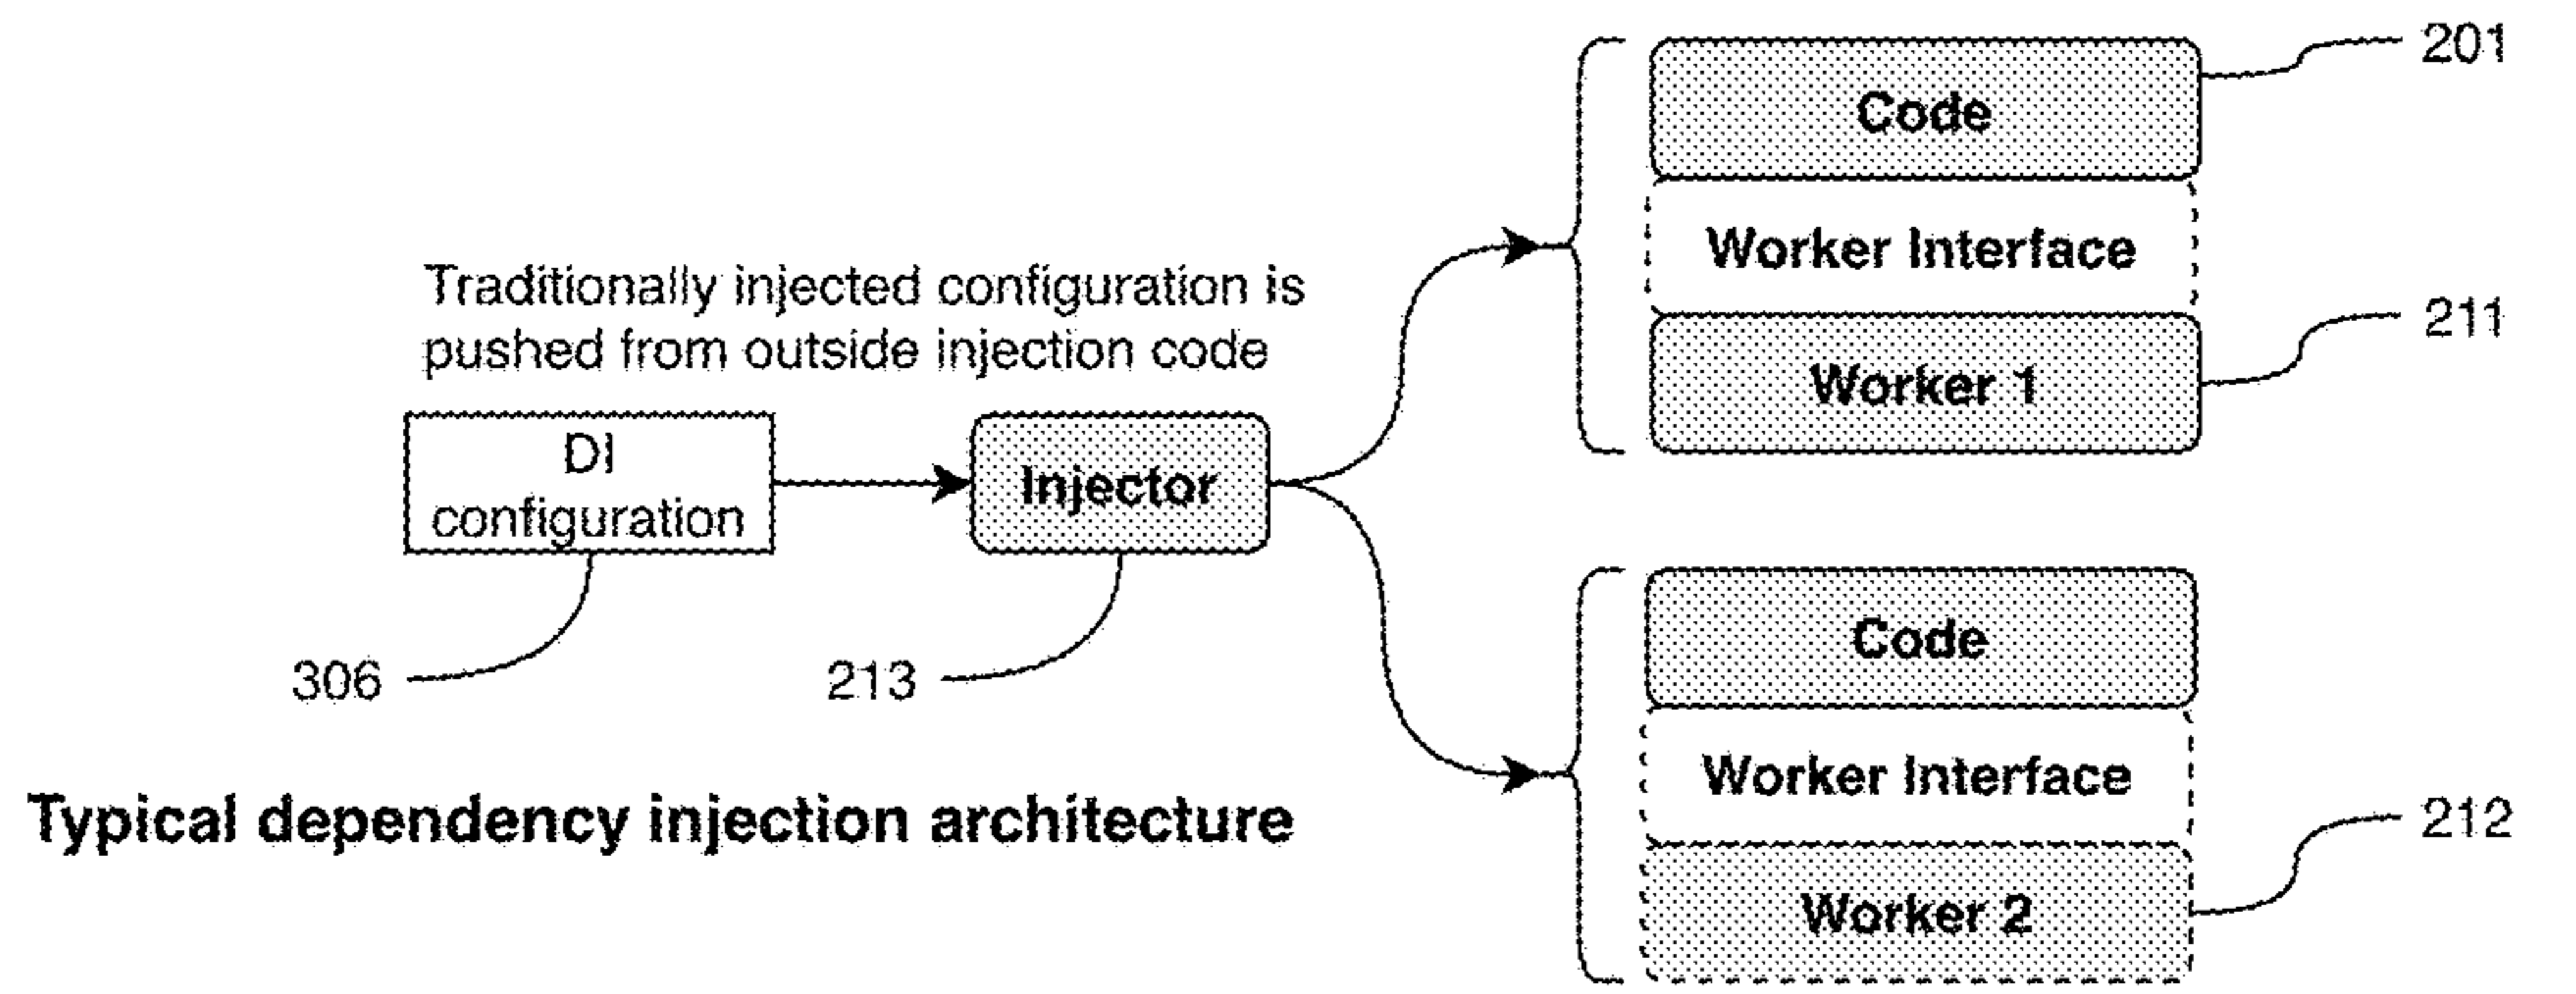 201
Code
Worker Interface
211
Worker 1
Traditionally injected configuration is
pushed from outside injection code
DI
configuration
Injector
306
213
Code
Worker Interface
212
Worker 2
Typical dependency injection architecture